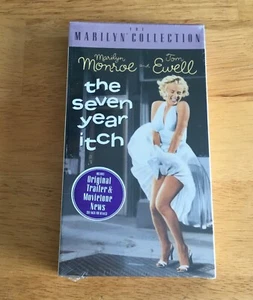 THE
MARILYN COLLECTION
Marilyn Monroe and Tom Ewell
the
seven
year
itch
Original
Trailer &
Movietone
News